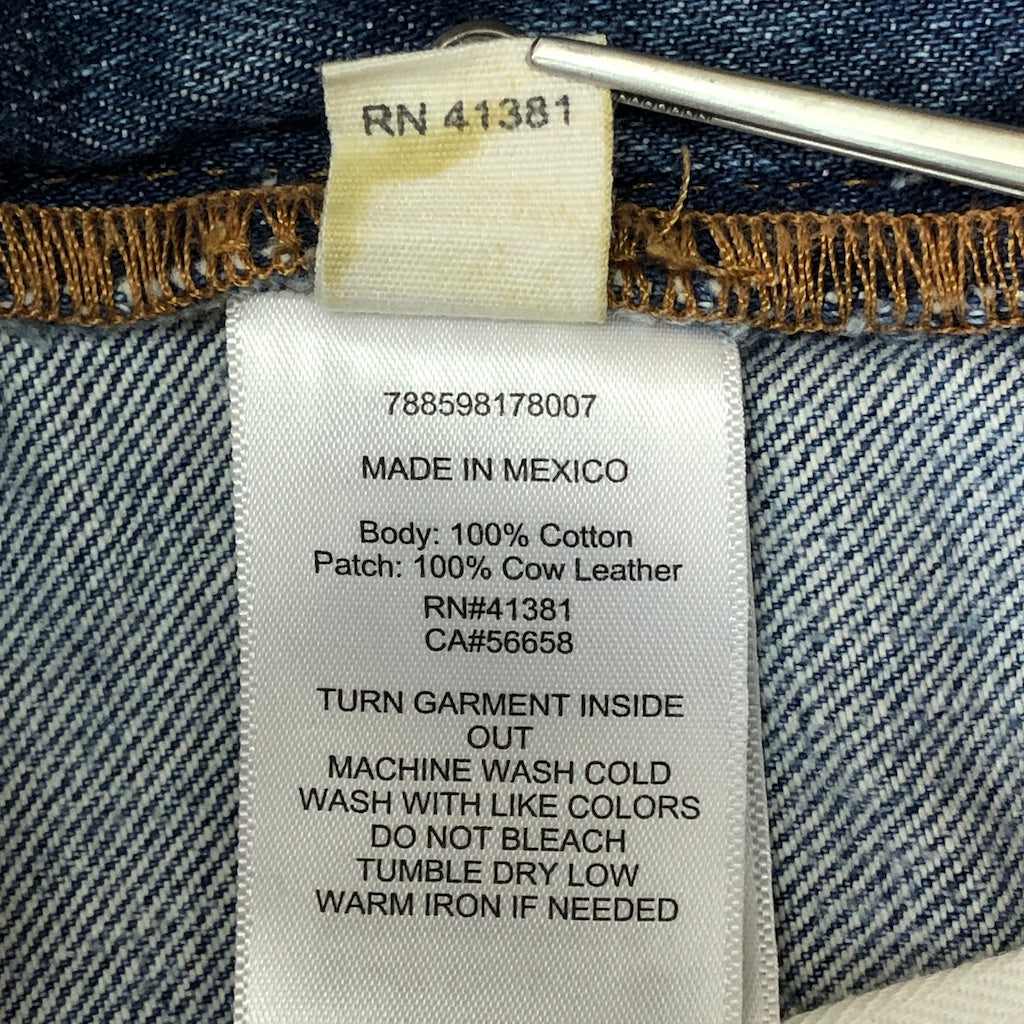 RN 41381
788598178007
MADE IN MEXICO
Body: 100% Cotton
Patch: 100% Cow Leather
RN#41381
CA#56658
TURN GARMENT INSIDE
OUT
MACHINE WASH COLD
WASH WITH LIKE COLORS
DO NOT BLEACH
TUMBLE DRY LOW
WARM IRON IF NEEDED